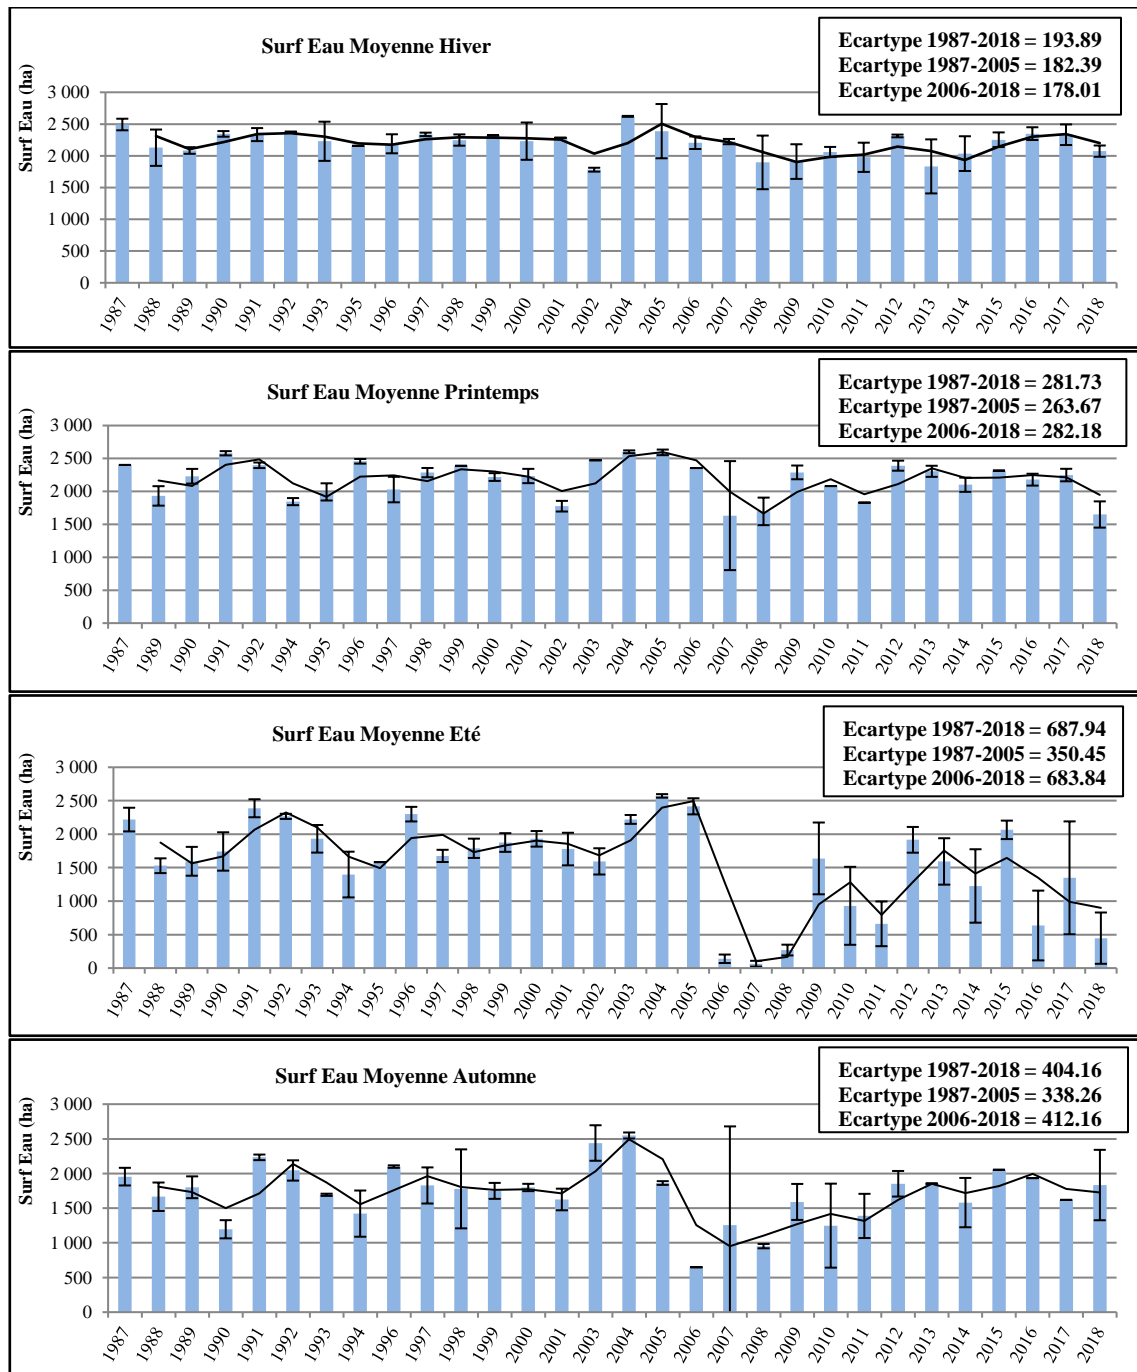 Surf Eau Moyenne Hiver
Ecartype 1987-2018 = 193.89
Ecartype 1987-2005 = 182.39
Ecartype 2006-2018 = 178.01
Surf Eau (ha)
3 000
2 500
2 000
1 500
1 000
500
0
1987 1988 1989 1990 1991 1992 1993 1995 1996 1997 1998 1999 2000 2001 2002 2004 2005 2006 2007 2008 2009 2010 2011 2012 2013 2014 2015 2016 2017 2018
Surf Eau Moyenne Printemps
Ecartype 1987-2018 = 281.73
Ecartype 1987-2005 = 263.67
Ecartype 2006-2018 = 282.18
Surf Eau (ha)
3 000
2 500
2 000
1 500
1 000
500
0
1987 1989 1990 1991 1992 1994 1995 1996 1997 1998 1999 2000 2001 2002 2003 2004 2005 2006 2007 2008 2009 2010 2011 2012 2013 2014 2015 2016 2017 2018
Surf Eau Moyenne Eté
Ecartype 1987-2018 = 687.94
Ecartype 1987-2005 = 350.45
Ecartype 2006-2018 = 683.84
Surf Eau (ha)
3 000
2 500
2 000
1 500
1 000
500
0
1987 1988 1989 1990 1991 1992 1993 1994 1995 1996 1997 1998 1999 2000 2001 2002 2003 2004 2005 2006 2007 2008 2009 2010 2011 2012 2013 2014 2015 2016 2017 2018
Surf Eau Moyenne Automne
Ecartype 1987-2018 = 404.16
Ecartype 1987-2005 = 338.26
Ecartype 2006-2018 = 412.16
Surf Eau (ha)
3 000
2 500
2 000
1 500
1 000
500
0
1987 1988 1989 1990 1991 1992 1993 1994 1995 1996 1997 1998 1999 2000 2001 2003 2004 2005 2006 2007 2008 2009 2010 2011 2012 2013 2014 2015 2016 2017 2018